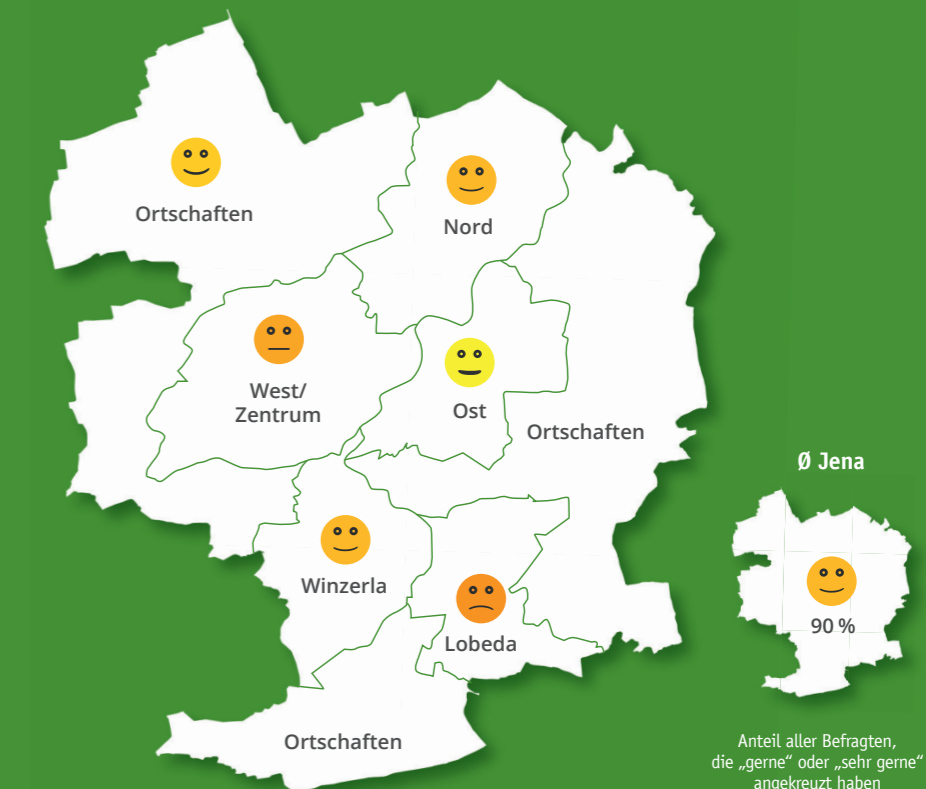 Ortschaften
Nord
West/
Zentrum
Ost
Ortschaften
Ø Jena
Winzerla
90 %
Lobeda
Ortschaften
Anteil aller Befragten,
die „gerne“ oder „sehr gerne“
angekreuzt haben